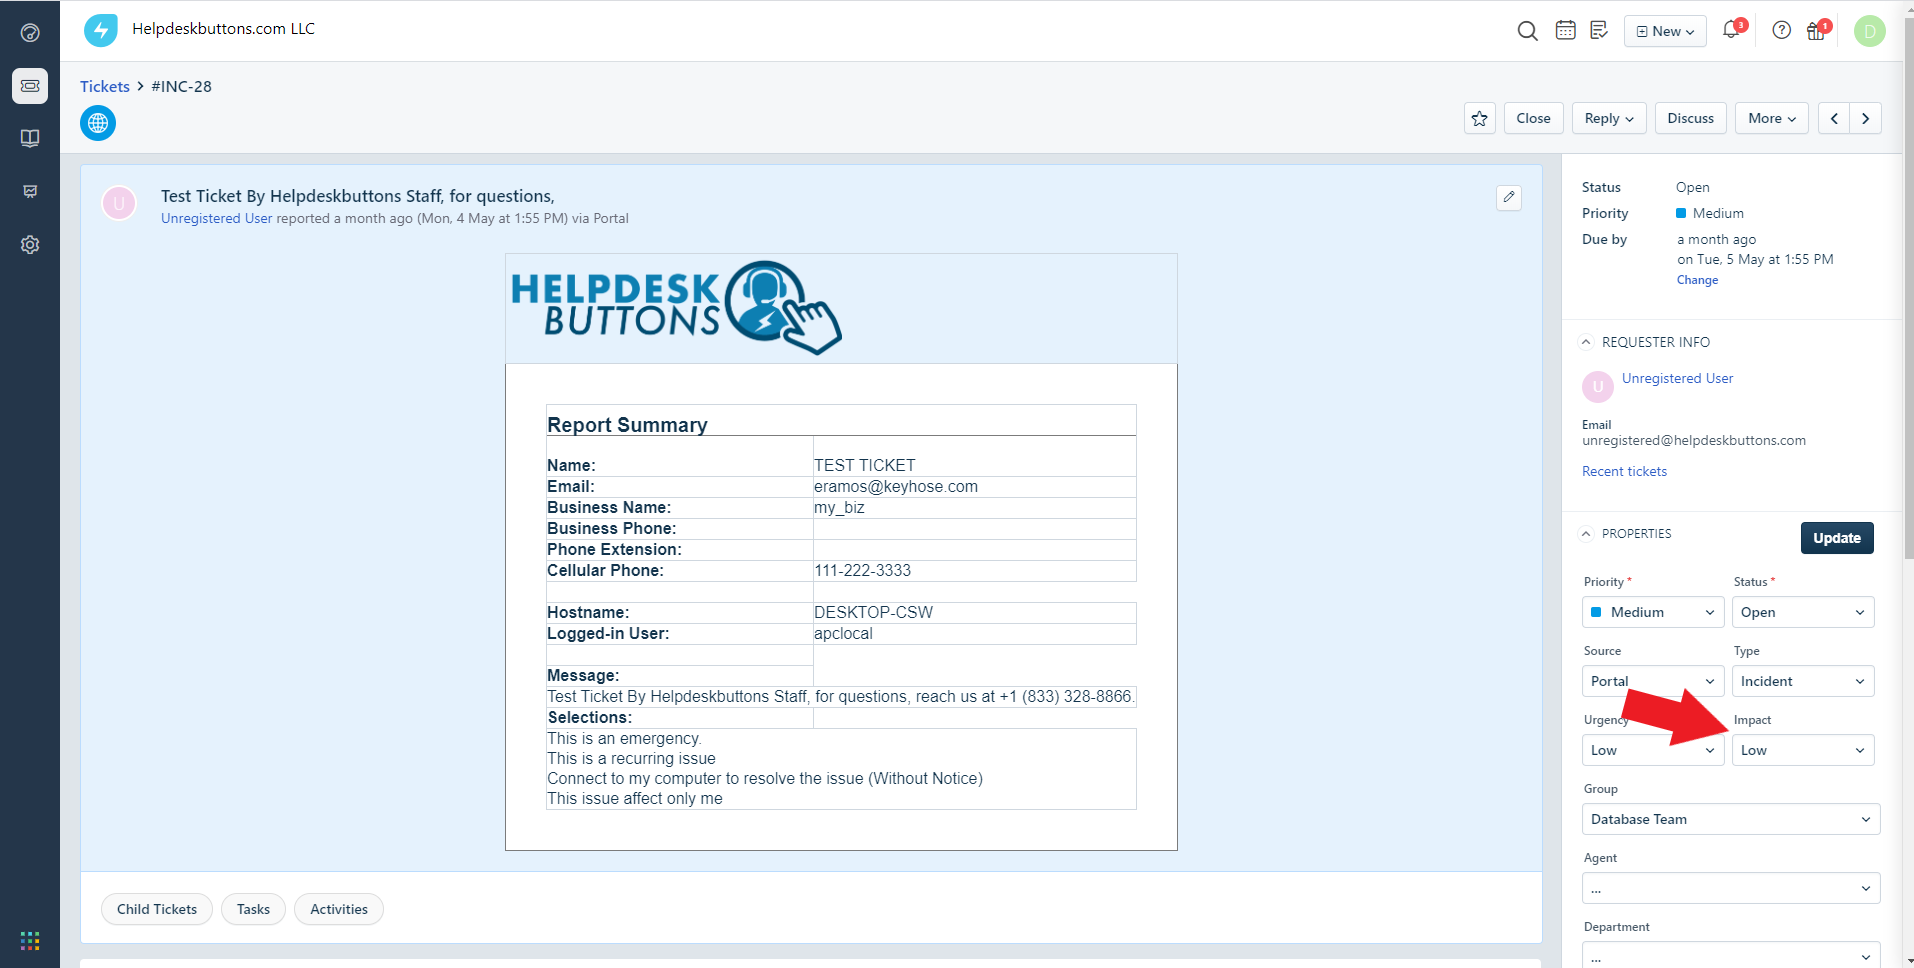 Helpdeskbuttons.com LLC
New
3
1
D
Tickets > #INC-28
Close
Reply
Discuss
More
U
Test Ticket By Helpdeskbuttons Staff, for questions,
Unregistered User reported a month ago (Mon, 4 May at 1:55 PM) via Portal
HELPDESK
BUTTONS
Report Summary
Name: TEST TICKET
Email: eramos@keyhose.com
Business Name: my_biz
Business Phone:
Phone Extension:
Cellular Phone: 111-222-3333
Hostname: DESKTOP-CSW
Logged-in User: apclocal
Message:
Test Ticket By Helpdeskbuttons Staff, for questions, reach us at +1 (833) 328-8866.
Selections:
This is an emergency.
This is a recurring issue
Connect to my computer to resolve the issue (Without Notice)
This issue affect only me
Child Tickets
Tasks
Activities
Status Open
Priority Medium
Due by a month ago
on Tue, 5 May at 1:55 PM
Change
REQUESTER INFO
U
Unregistered User
Email
unregistered@helpdeskbuttons.com
Recent tickets
PROPERTIES
Update
Priority * Status *
Medium Open
Source Type
Portal Incident
Urgency Impact
Low Low
Group
Database Team
Agent
...
Department
...